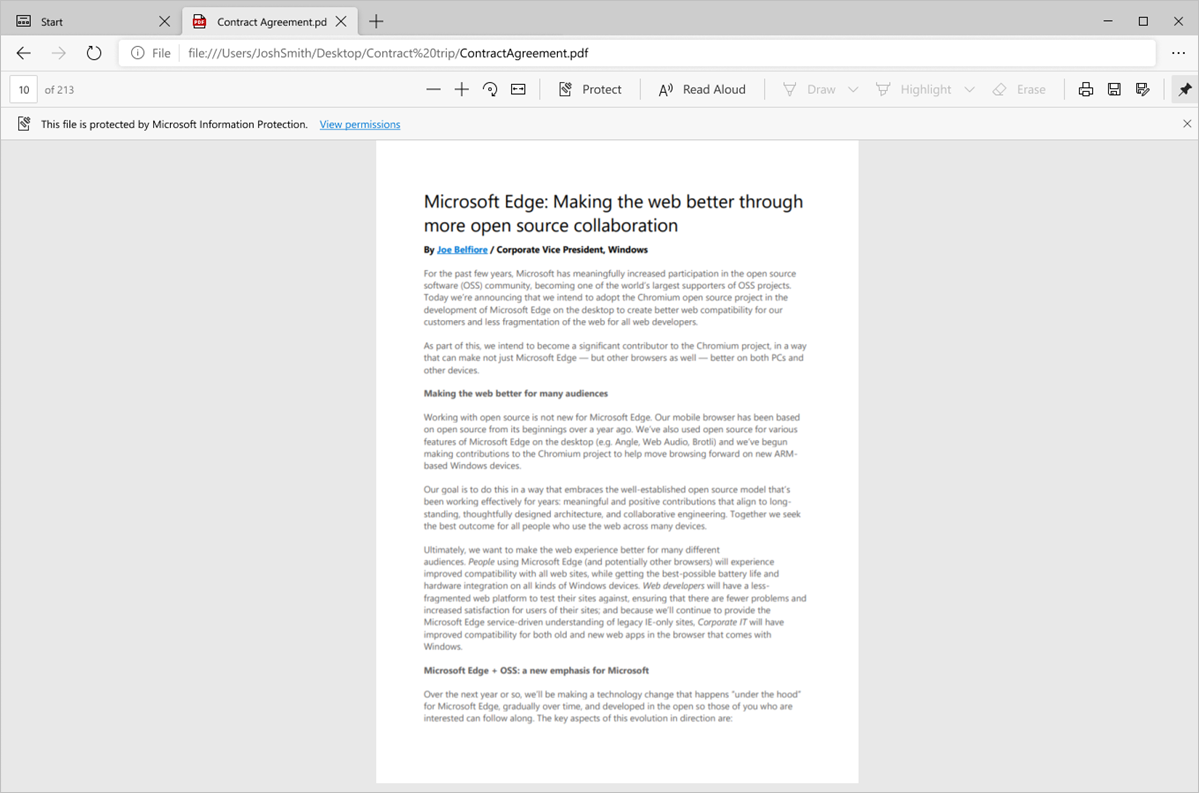 Start
Contract Agreement.pd
File
file:///Users/JoshSmith/Desktop/Contract%20trip/ContractAgreement.pdf
10 of 213
Protect
Read Aloud
Draw
Highlight
Erase
This file is protected by Microsoft Information Protection. View permissions
Microsoft Edge: Making the web better through
more open source collaboration
By Joe Belfiore / Corporate Vice President, Windows
For the past few years, Microsoft has meaningfully increased participation in the open source
software (OSS) community, becoming one of the world's largest supporters of OSS projects.
Today we're announcing that we intend to adopt the Chromium open source project in the
development of Microsoft Edge on the desktop to create better web compatibility for our
customers and less fragmentation of the web for all web developers.
As part of this, we intend to become a significant contributor to the Chromium project, in a way
that can make not just Microsoft Edge — but other browsers as well — better on both PCs and
other devices.
Making the web better for many audiences
Working with open source is not new for Microsoft Edge. Our mobile browser has been based
on open source from its beginnings over a year ago. We've also used open source for various
features of Microsoft Edge on the desktop (e.g. Angle, Web Audio, Brotli) and we've begun
making contributions to the Chromium project to help move browsing forward on new ARM-
based Windows devices.
Our goal is to do this in a way that embraces the well-established open source model that's
been working effectively for years: meaningful and positive contributions that align to long-
standing, thoughtfully designed architecture, and collaborative engineering. Together we seek
the best outcome for all people who use the web across many devices.
Ultimately, we want to make the web experience better for many different
audiences. People using Microsoft Edge (and potentially other browsers) will experience
improved compatibility with all web sites, while getting the best-possible battery life and
hardware integration on all kinds of Windows devices. Web developers will have a less-
fragmented web platform to test their sites against, ensuring that there are fewer problems and
increased satisfaction for users of their sites; and because we'll continue to provide the
Microsoft Edge service-driven understanding of legacy IE-only sites, Corporate IT will have
improved compatibility for both old and new web apps in the browser that comes with
Windows.
Microsoft Edge + OSS: a new emphasis for Microsoft
Over the next year or so, we'll be making a technology change that happens "under the hood"
for Microsoft Edge, gradually over time, and developed in the open so those of you who are
interested can follow along. The key aspects of this evolution in direction are: